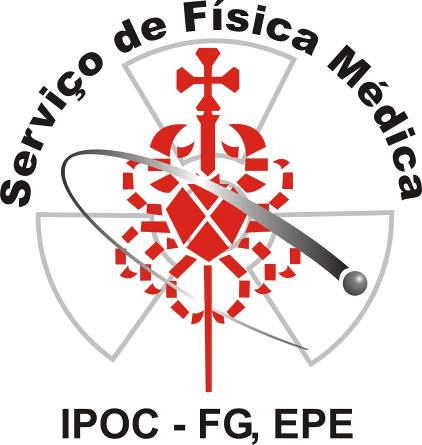 Serviço de Física Médica
IPOC - FG, EPE